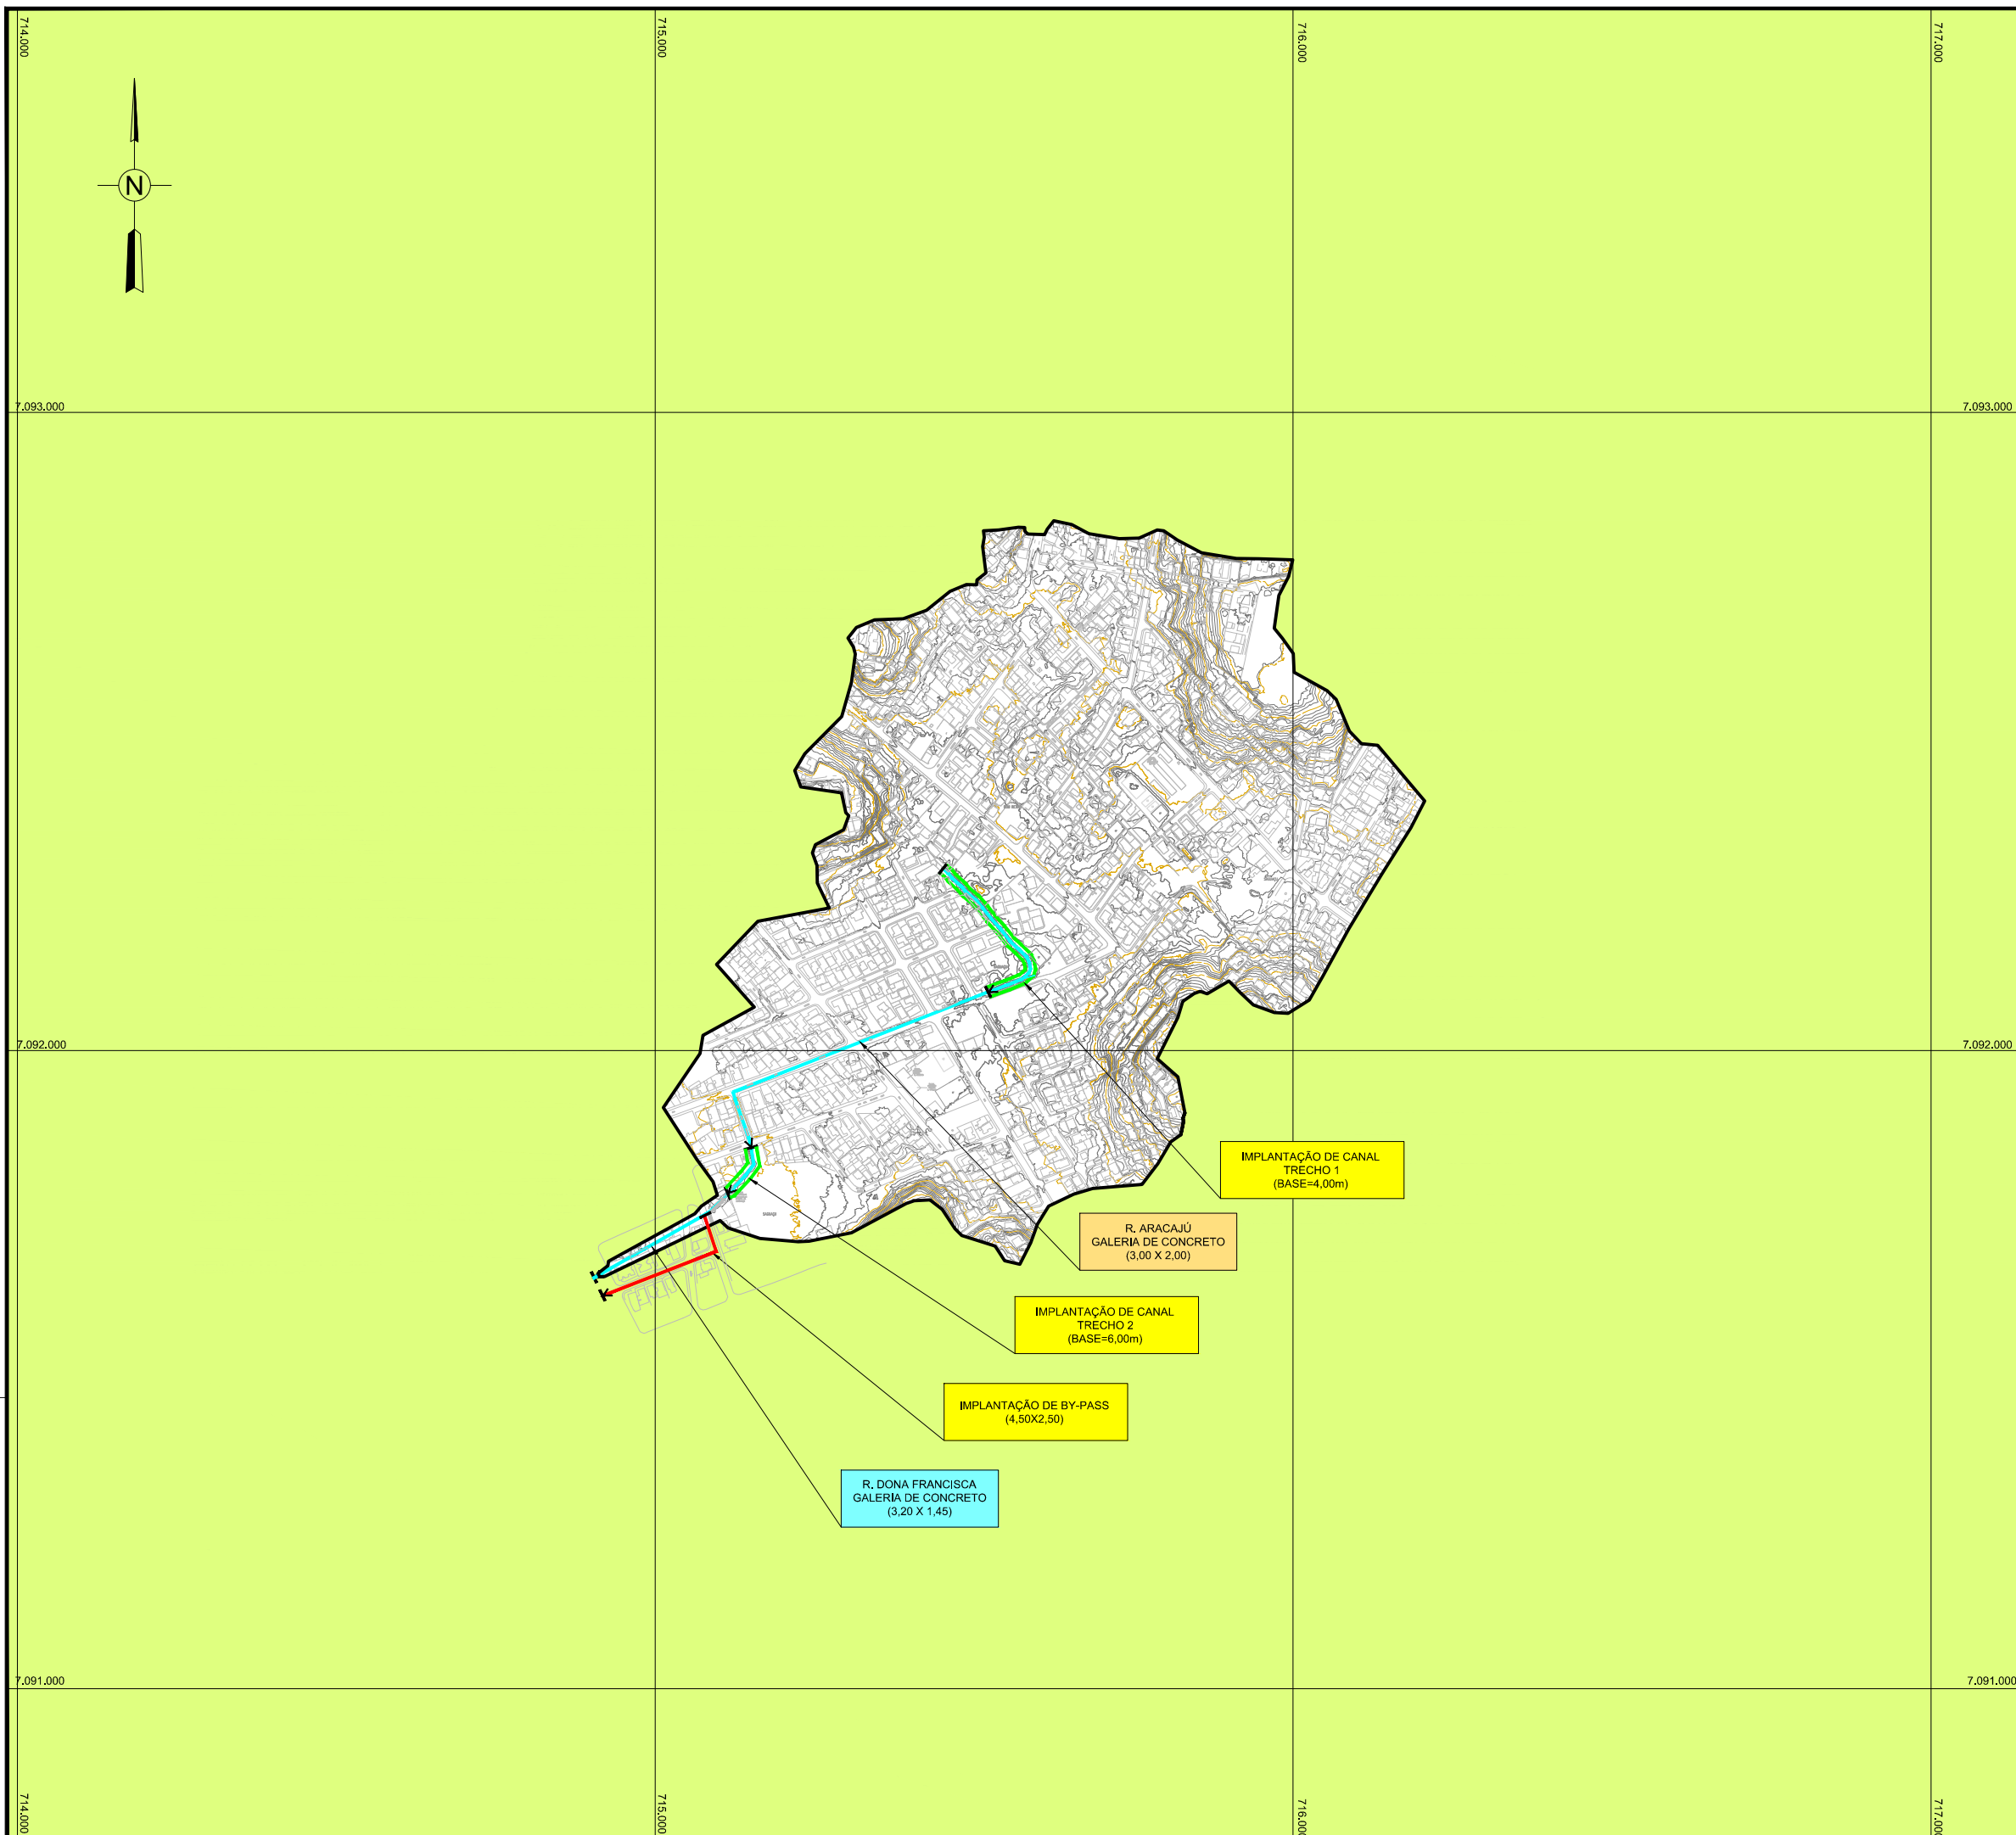 714.000
715.000
716.000
717.000
N
7.093.000
7.093.000
7.092.000
7.092.000
IMPLANTAÇÃO DE CANAL
TRECHO 1
(BASE=4,00m)
R. ARACAJÚ
GALERIA DE CONCRETO
(3,00 X 2,00)
IMPLANTAÇÃO DE CANAL
TRECHO 2
(BASE=6,00m)
IMPLANTAÇÃO DE BY-PASS
(4,50X2,50)
R. DONA FRANCISCA
GALERIA DE CONCRETO
(3,20 X 1,45)
7.091.000
7.091.000
714.000
715.000
716.000
717.000